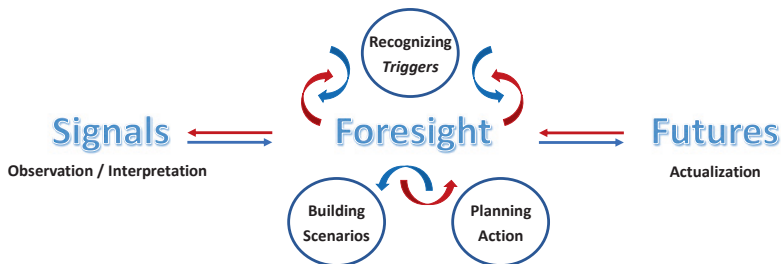 Recognizing
Triggers
Signals
Foresight
Futures
Observation / Interpretation
Actualization
Building
Scenarios
Planning
Action